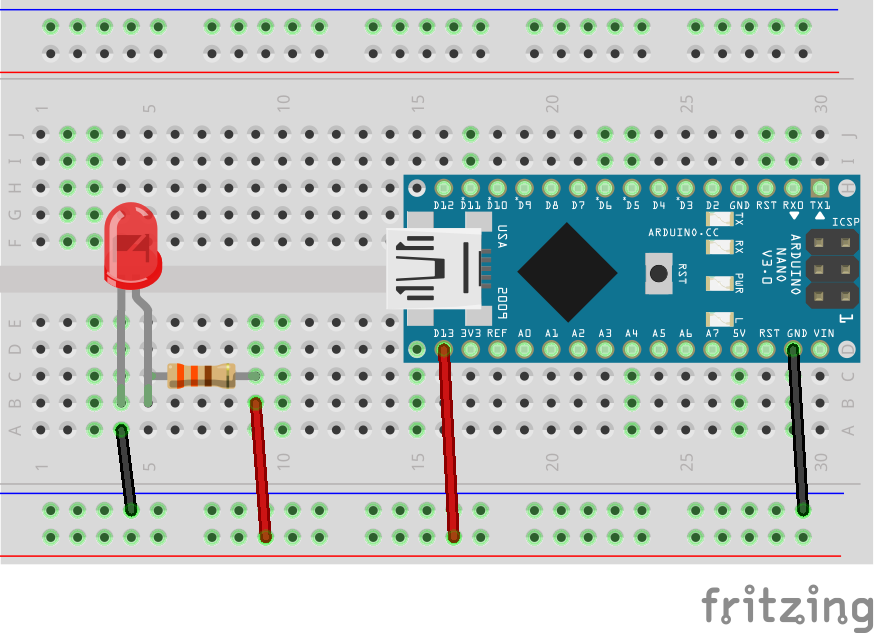 1 5 10 15 20 25 30
J J
I I
H H
G G
F F
D12 D11 D10 D9 D8 D7 D6 D5 D4 D3 D2 GND RST RX0 TX1
USA
2009
ARDUINO.CC
RST
TX
RX
PWR
L
ARDUINO
NANO
V3.0
ICSP
1
D13 3V3 REF A0 A1 A2 A3 A4 A5 A6 A7 5V RST GND VIN
E
D D
C C
B B
A A
1 5 10 15 20 25 30
fritzing